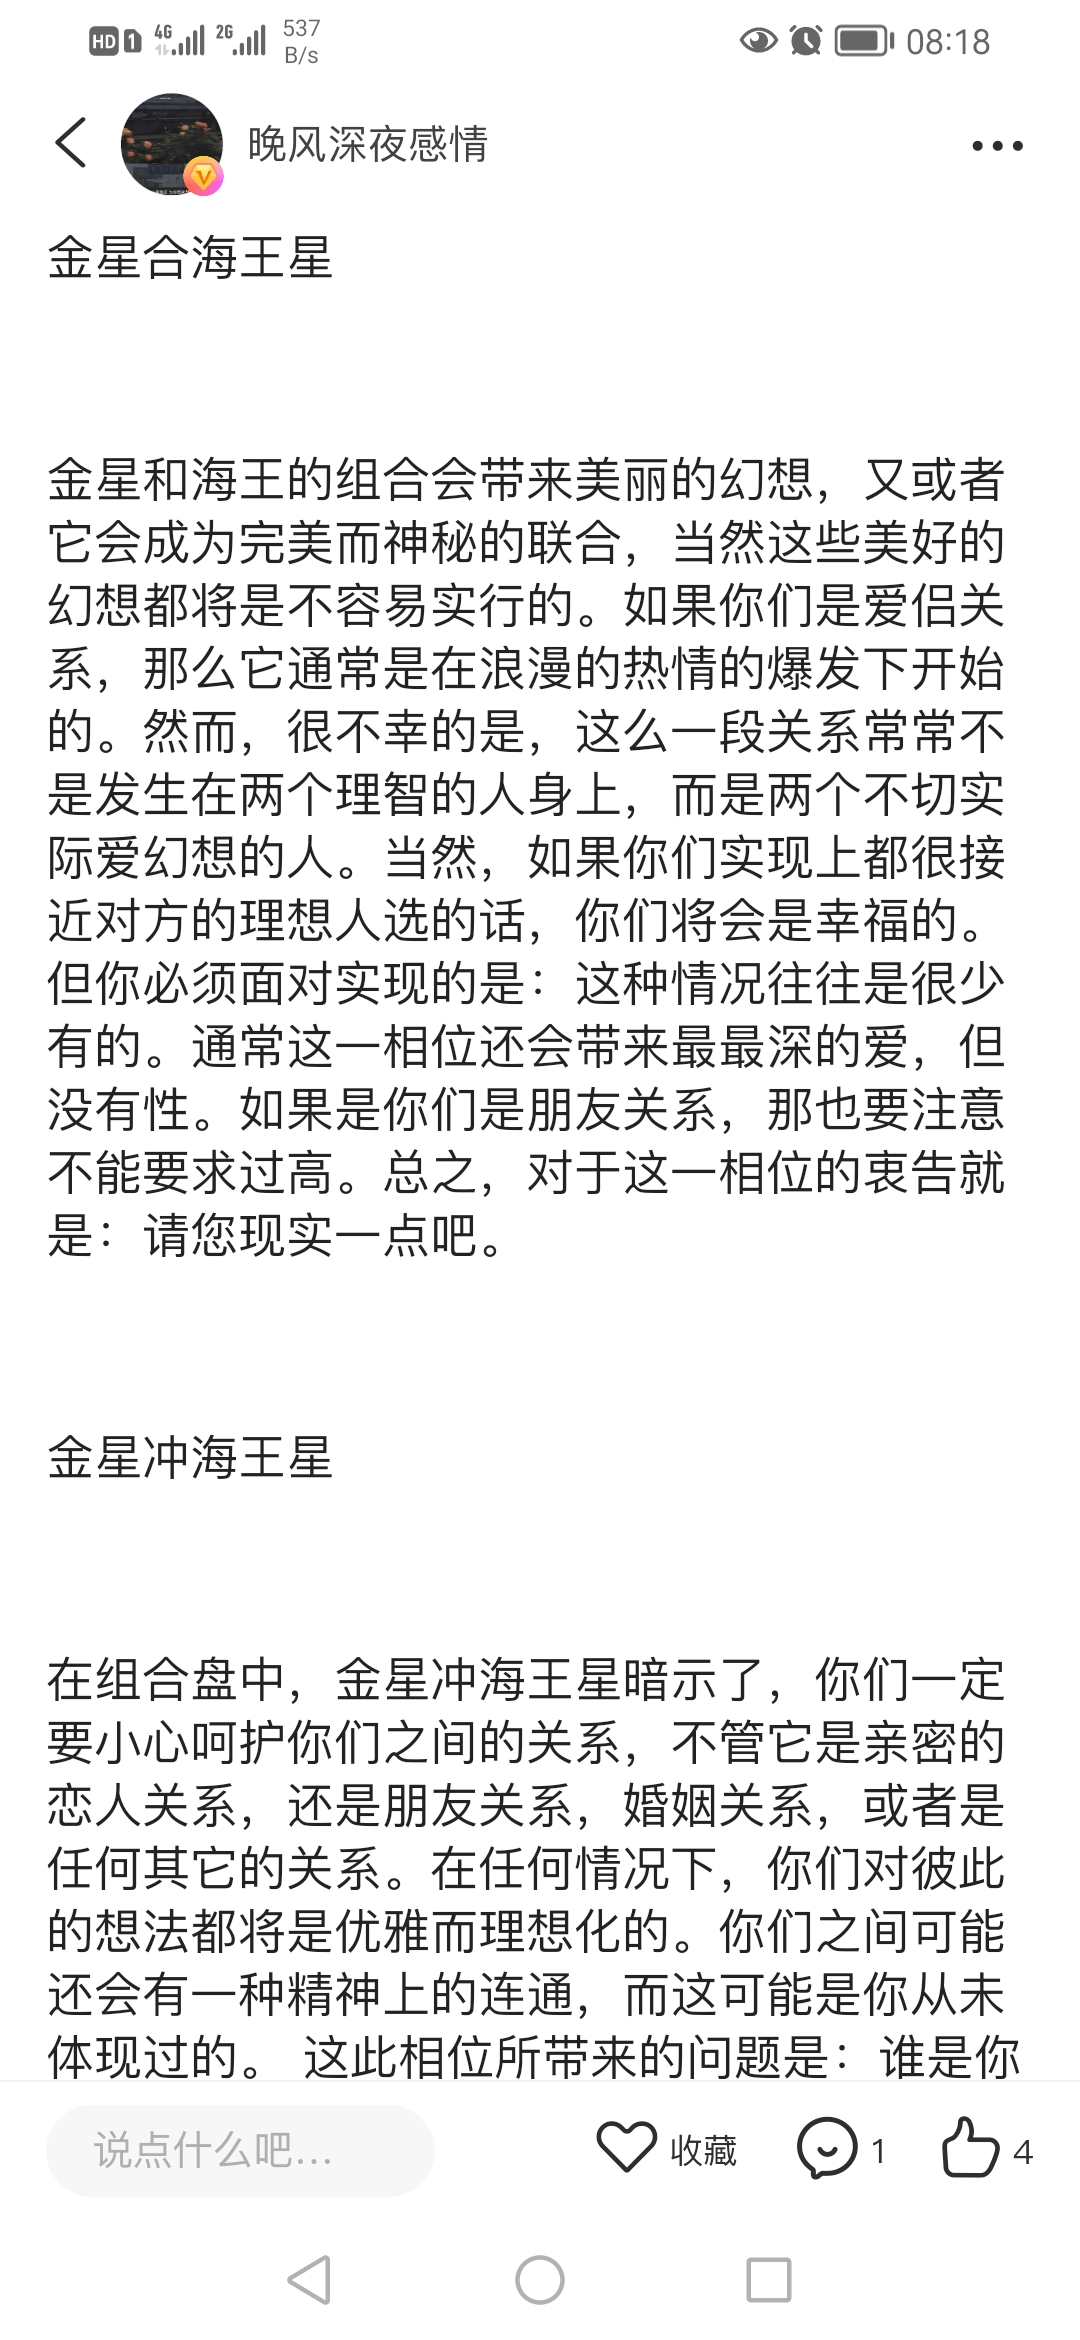 HD 1 4G 2G 537 B/s 08:18
晚风深夜感情
金星合海王星
金星和海王的组合会带来美丽的幻想，又或者
它会成为完美而神秘的联合，当然这些美好的
幻想都将是不容易实行的。如果你们是爱侣关
系，那么它通常是在浪漫的热情的爆发下开始
的。然而，很不幸的是，这么一段关系常常不
是发生在两个理智的人身上，而是两个不切实
际爱幻想的人。当然，如果你们实现上都很接
近对方的理想人选的话，你们将会是幸福的。
但你必须面对实现的是：这种情况往往是很少
有的。通常这一相位还会带来最最深的爱，但
没有性。如果是你们是朋友关系，那也要注意
不能要求过高。总之，对于这一相位的衷告就
是：请您现实一点吧。
金星冲海王星
在组合盘中，金星冲海王星暗示了，你们一定
要小心呵护你们之间的关系，不管它是亲密的
恋人关系，还是朋友关系，婚姻关系，或者是
任何其它的关系。在任何情况下，你们对彼此
的想法都将是优雅而理想化的。你们之间可能
还会有一种精神上的连通，而这可能是你从未
体现过的。 这此相位所带来的问题是：谁是你
说点什么吧... 收藏 1 4